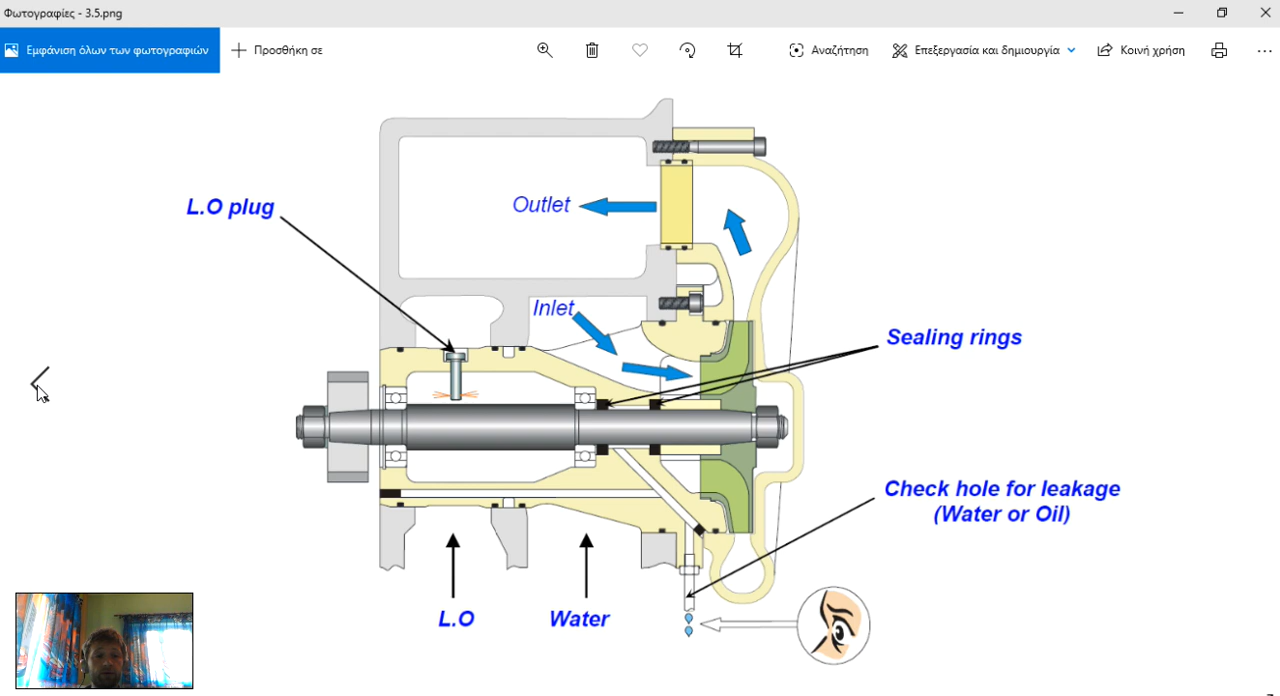 Φωτογραφίες - 3.5.png
Εμφάνιση όλων των φωτογραφιών
Προσθήκη σε
Αναζήτηση
Επεξεργασία και δημιουργία
Κοινή χρήση
L.O plug
Outlet
Inlet
Sealing rings
Check hole for leakage
(Water or Oil)
L.O
Water